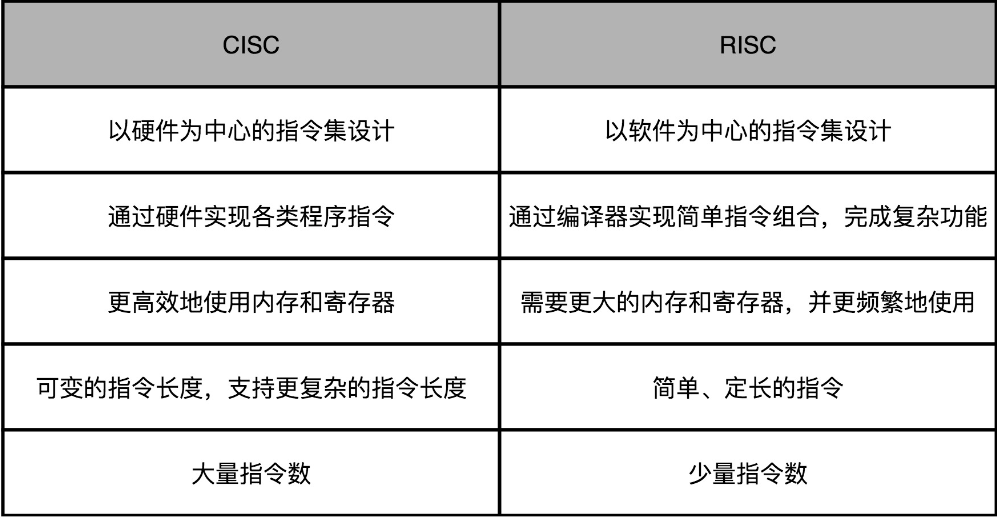 CISC
RISC
以硬件为中心的指令集设计
以软件为中心的指令集设计
通过硬件实现各类程序指令
通过编译器实现简单指令组合，完成复杂功能
更高效地使用内存和寄存器
需要更大的内存和寄存器，并更频繁地使用
可变的指令长度，支持更复杂的指令长度
简单、定长的指令
大量指令数
少量指令数